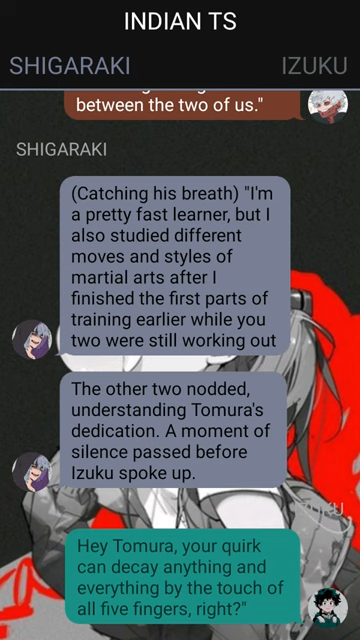 INDIAN TS
SHIGARAKI IZUKU
between the two of us."
SHIGARAKI
(Catching his breath) "I'm
a pretty fast learner, but I
also studied different
moves and styles of
martial arts after I
finished the first parts of
training earlier while you
two were still working out
The other two nodded,
understanding Tomura's
dedication. A moment of
silence passed before
Izuku spoke up.
IZUKU
Hey Tomura, your quirk
can decay anything and
everything by the touch of
all five fingers, right?"